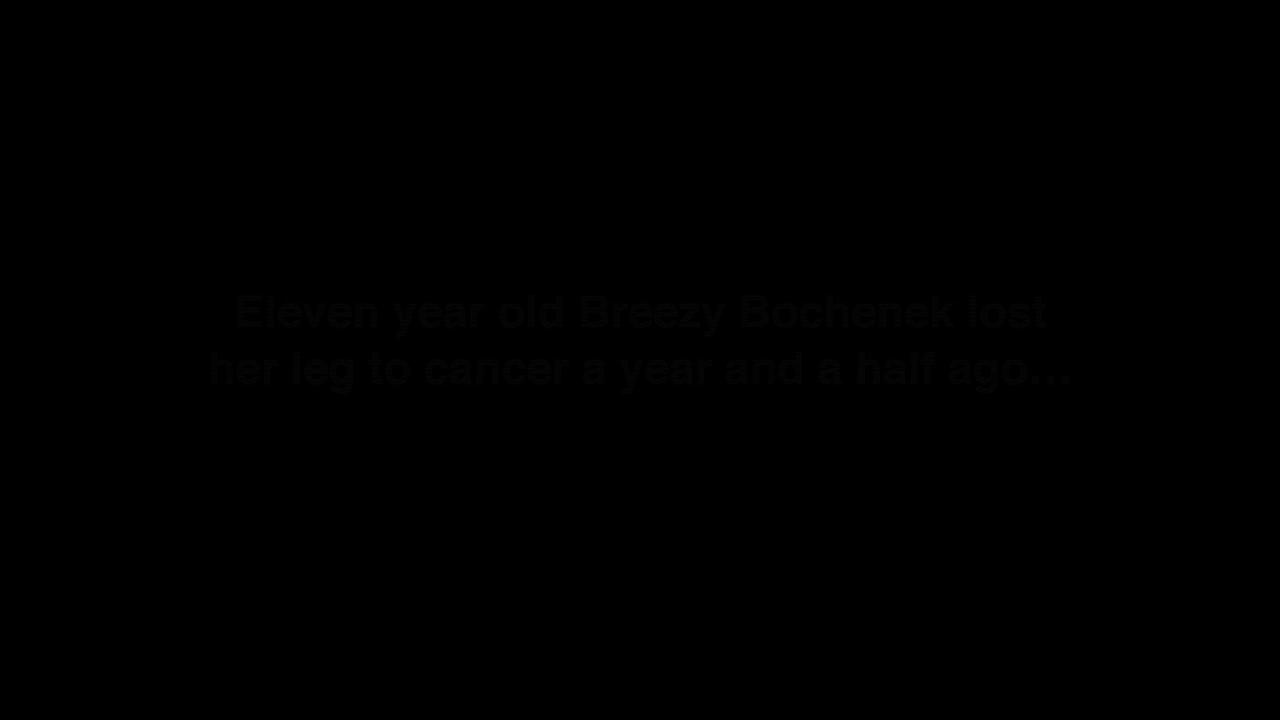 Eleven year old Breezy Bochenek lost
her leg to cancer a year and a half ago...